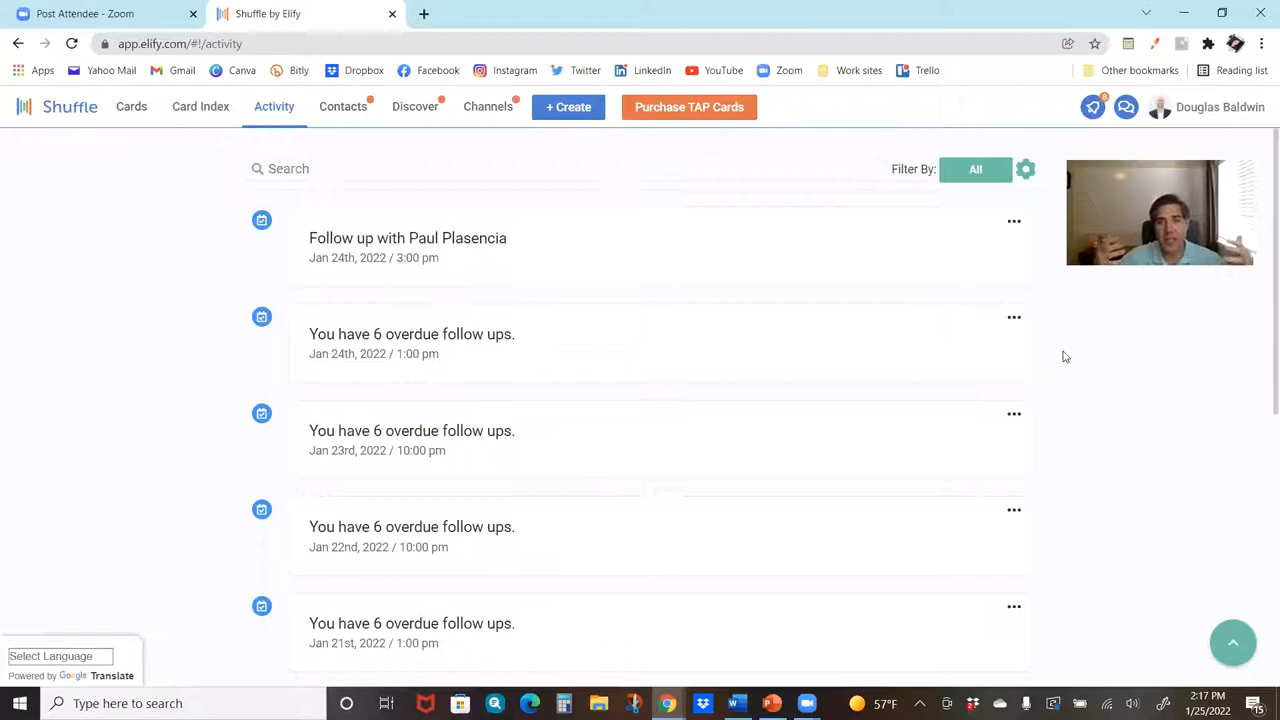 Post Attendee - Zoom
Shuffle by Elify
app.elify.com/#!/activity
Apps
Yahoo Mail
Gmail
Canva
Bitly
Dropbox
Facebook
Instagram
Twitter
LinkedIn
YouTube
Zoom
Work sites
Trello
Other bookmarks
Reading list
Shuffle
Cards
Card Index
Activity
Contacts
Discover
Channels
+ Create
Purchase TAP Cards
Douglas Baldwin
Search
Filter By:
All
Follow up with Paul Plasencia
Jan 24th, 2022 / 3:00 pm
You have 6 overdue follow ups.
Jan 24th, 2022 / 1:00 pm
You have 6 overdue follow ups.
Jan 23rd, 2022 / 10:00 pm
You have 6 overdue follow ups.
Jan 22nd, 2022 / 10:00 pm
You have 6 overdue follow ups.
Jan 21st, 2022 / 1:00 pm
Select Language
Powered by Google Translate
Type here to search
57°F
2:17 PM
1/25/2022